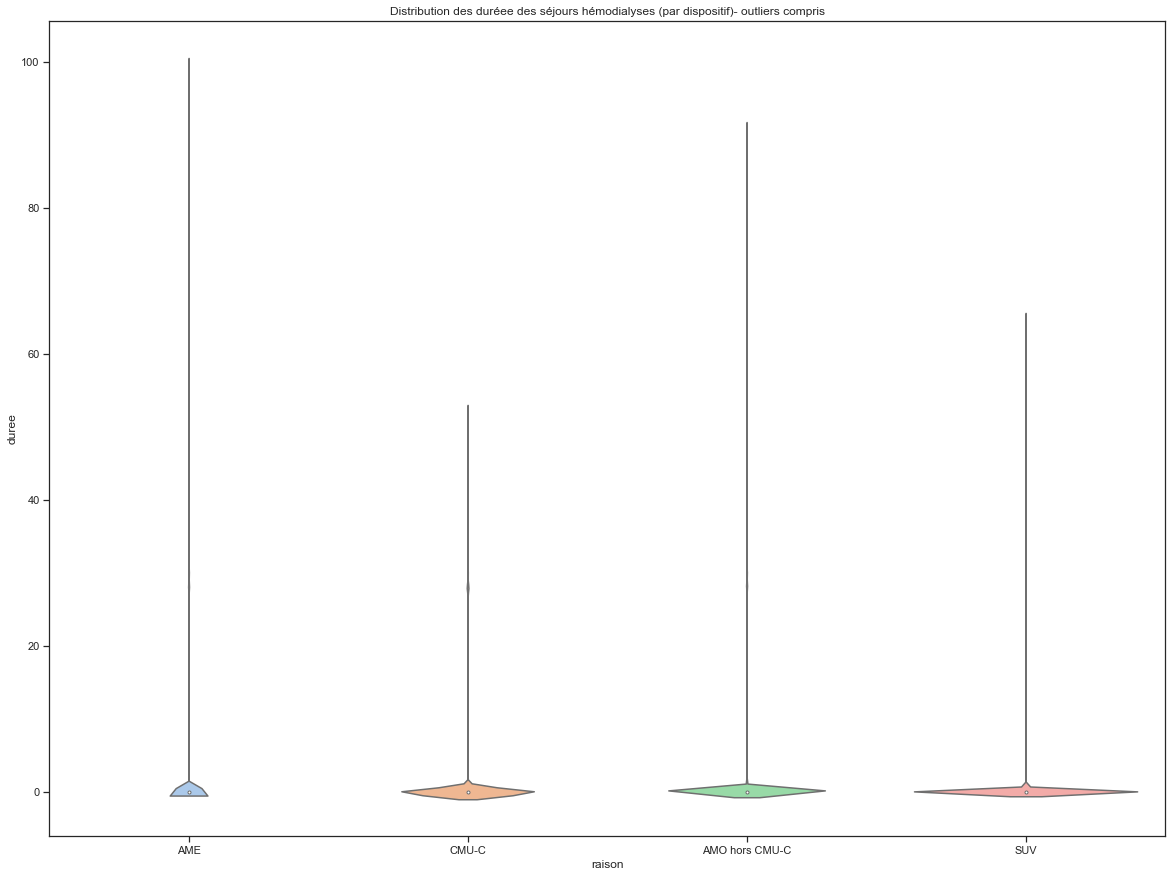 Distribution des duréee des séjours hémodialyses (par dispositif)- outliers compris
100
80
60
40
20
0
duree
AME CMU-C AMO hors CMU-C SUV
raison